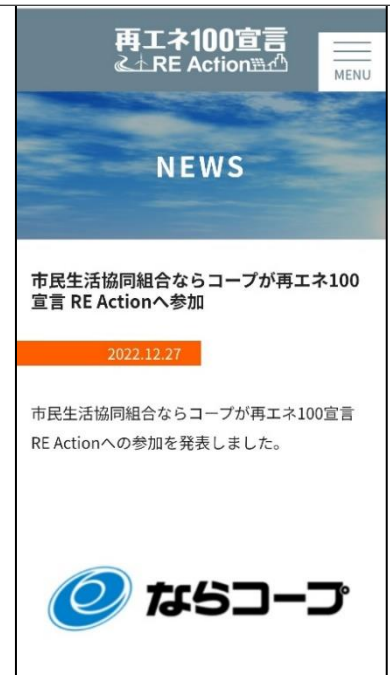 再エネ100宣言
RE Action
MENU
NEWS
市民生活協同組合ならコープが再エネ100
宣言 RE Actionへ参加
2022.12.27
市民生活協同組合ならコープが再エネ100宣言
RE Actionへの参加を発表しました。
ならコープ